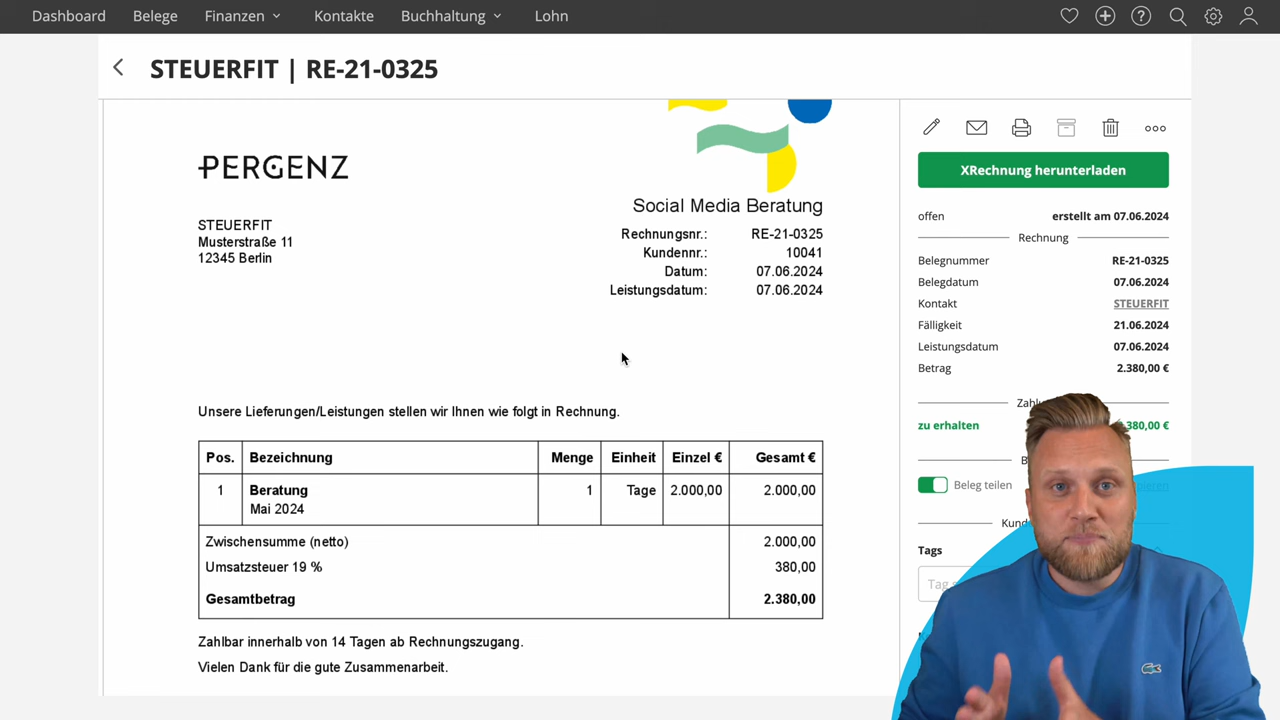 Dashboard Belege Finanzen Kontakte Buchhaltung Lohn
STEUERFIT | RE-21-0325
PERGENZ
Social Media Beratung
STEUERFIT
Musterstraße 11
12345 Berlin
Rechnungsnr.: RE-21-0325
Kundennr.: 10041
Datum: 07.06.2024
Leistungsdatum: 07.06.2024
Unsere Lieferungen/Leistungen stellen wir Ihnen wie folgt in Rechnung.
Pos. Bezeichnung Menge Einheit Einzel € Gesamt €
1 Beratung 1 Tage 2.000,00 2.000,00
Mai 2024
Zwischensumme (netto) 2.000,00
Umsatzsteuer 19 % 380,00
Gesamtbetrag 2.380,00
Zahlbar innerhalb von 14 Tagen ab Rechnungszugang.
Vielen Dank für die gute Zusammenarbeit.
XRechnung herunterladen
offen erstellt am 07.06.2024
Rechnung
Belegnummer RE-21-0325
Belegdatum 07.06.2024
Kontakt STEUERFIT
Fälligkeit 21.06.2024
Leistungsdatum 07.06.2024
Betrag 2.380,00 €
zu erhalten 380,00 €
Beleg teilen
Tags
Tag